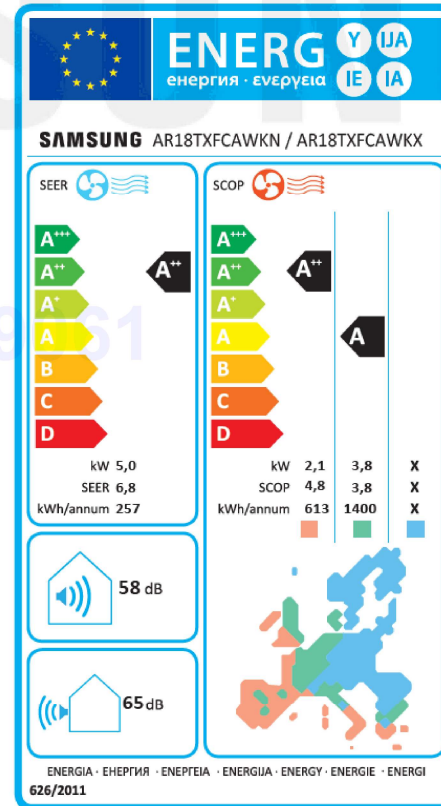 SUN
ENERG Y IJA
енергия · ενεργεια IE IA
SAMSUNG AR18TXFCAWKN / AR18TXFCAWKX
SEER
SCOP
A+++
A++
A+
A
B
C
D
A++
A+++
A++
A+
A
B
C
D
A++
A
kW 5,0
SEER 6,8
kWh/annum 257
kW 2,1 3,8 X
SCOP 4,8 3,8 X
kWh/annum 613 1400 X
58 dB
65 dB
ENERGIA · ЕНЕРГИЯ · ΕΝΕΡΓΕΙΑ · ENERGIJA · ENERGY · ENERGIE · ENERGI
626/2011